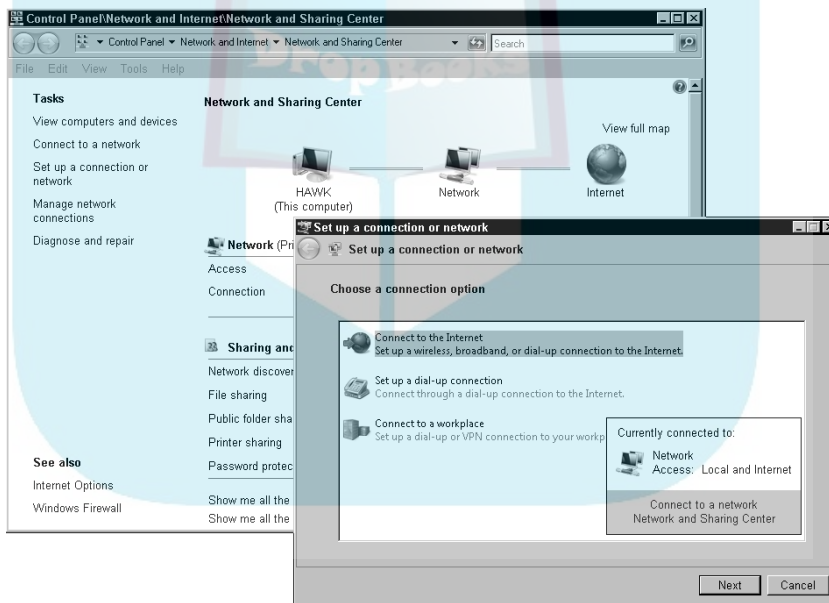 Control Panel\Network and Internet\Network and Sharing Center
Control Panel Network and Internet Network and Sharing Center
Search
File Edit View Tools Help
DropBooks
Tasks
View computers and devices
Connect to a network
Set up a connection or
network
Manage network
connections
Diagnose and repair
See also
Internet Options
Windows Firewall
Network and Sharing Center
View full map
HAWK
(This computer)
Network
Internet
Network (Pri
Access
Connection
Sharing and
Network discover
File sharing
Public folder sha
Printer sharing
Password protec
Show me all the
Show me all the
Set up a connection or network
Set up a connection or network
Choose a connection option
Connect to the Internet
Set up a wireless, broadband, or dial-up connection to the Internet.
Set up a dial-up connection
Connect through a dial-up connection to the Internet.
Connect to a workplace
Set up a dial-up or VPN connection to your workp
Currently connected to:
Network
Access: Local and Internet
Connect to a network
Network and Sharing Center
Next
Cancel